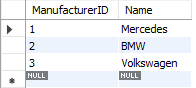 ManufacturerID Name
1 Mercedes
2 BMW
3 Volkswagen
NULL NULL